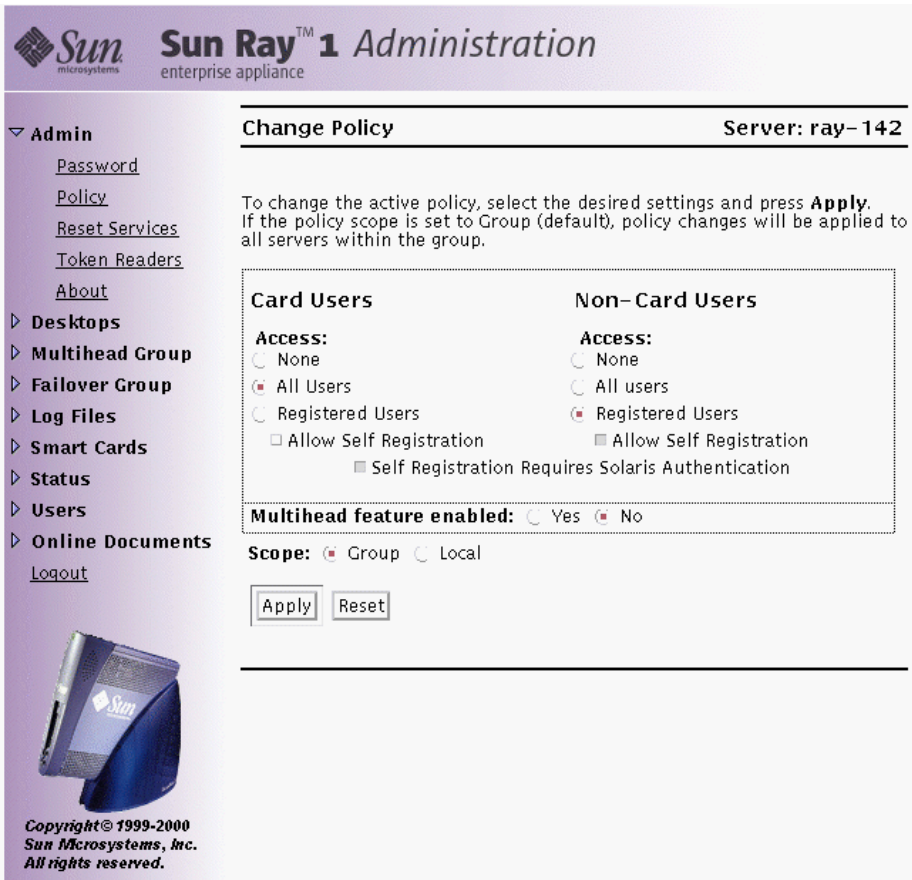 Sun
microsystems
Sun Ray™ 1 Administration
enterprise appliance
Admin
Password
Policy
Reset Services
Token Readers
About
Desktops
Multihead Group
Failover Group
Log Files
Smart Cards
Status
Users
Online Documents
Logout
Sun
Copyright© 1999-2000
Sun Microsystems, Inc.
All rights reserved.
Change Policy Server: ray-142
To change the active policy, select the desired settings and press Apply.
If the policy scope is set to Group (default), policy changes will be applied to
all servers within the group.
Card Users Non-Card Users
Access: Access:
None None
All Users All users
Registered Users Registered Users
Allow Self Registration Allow Self Registration
Self Registration Requires Solaris Authentication
Multihead feature enabled: Yes No
Scope: Group Local
Apply Reset